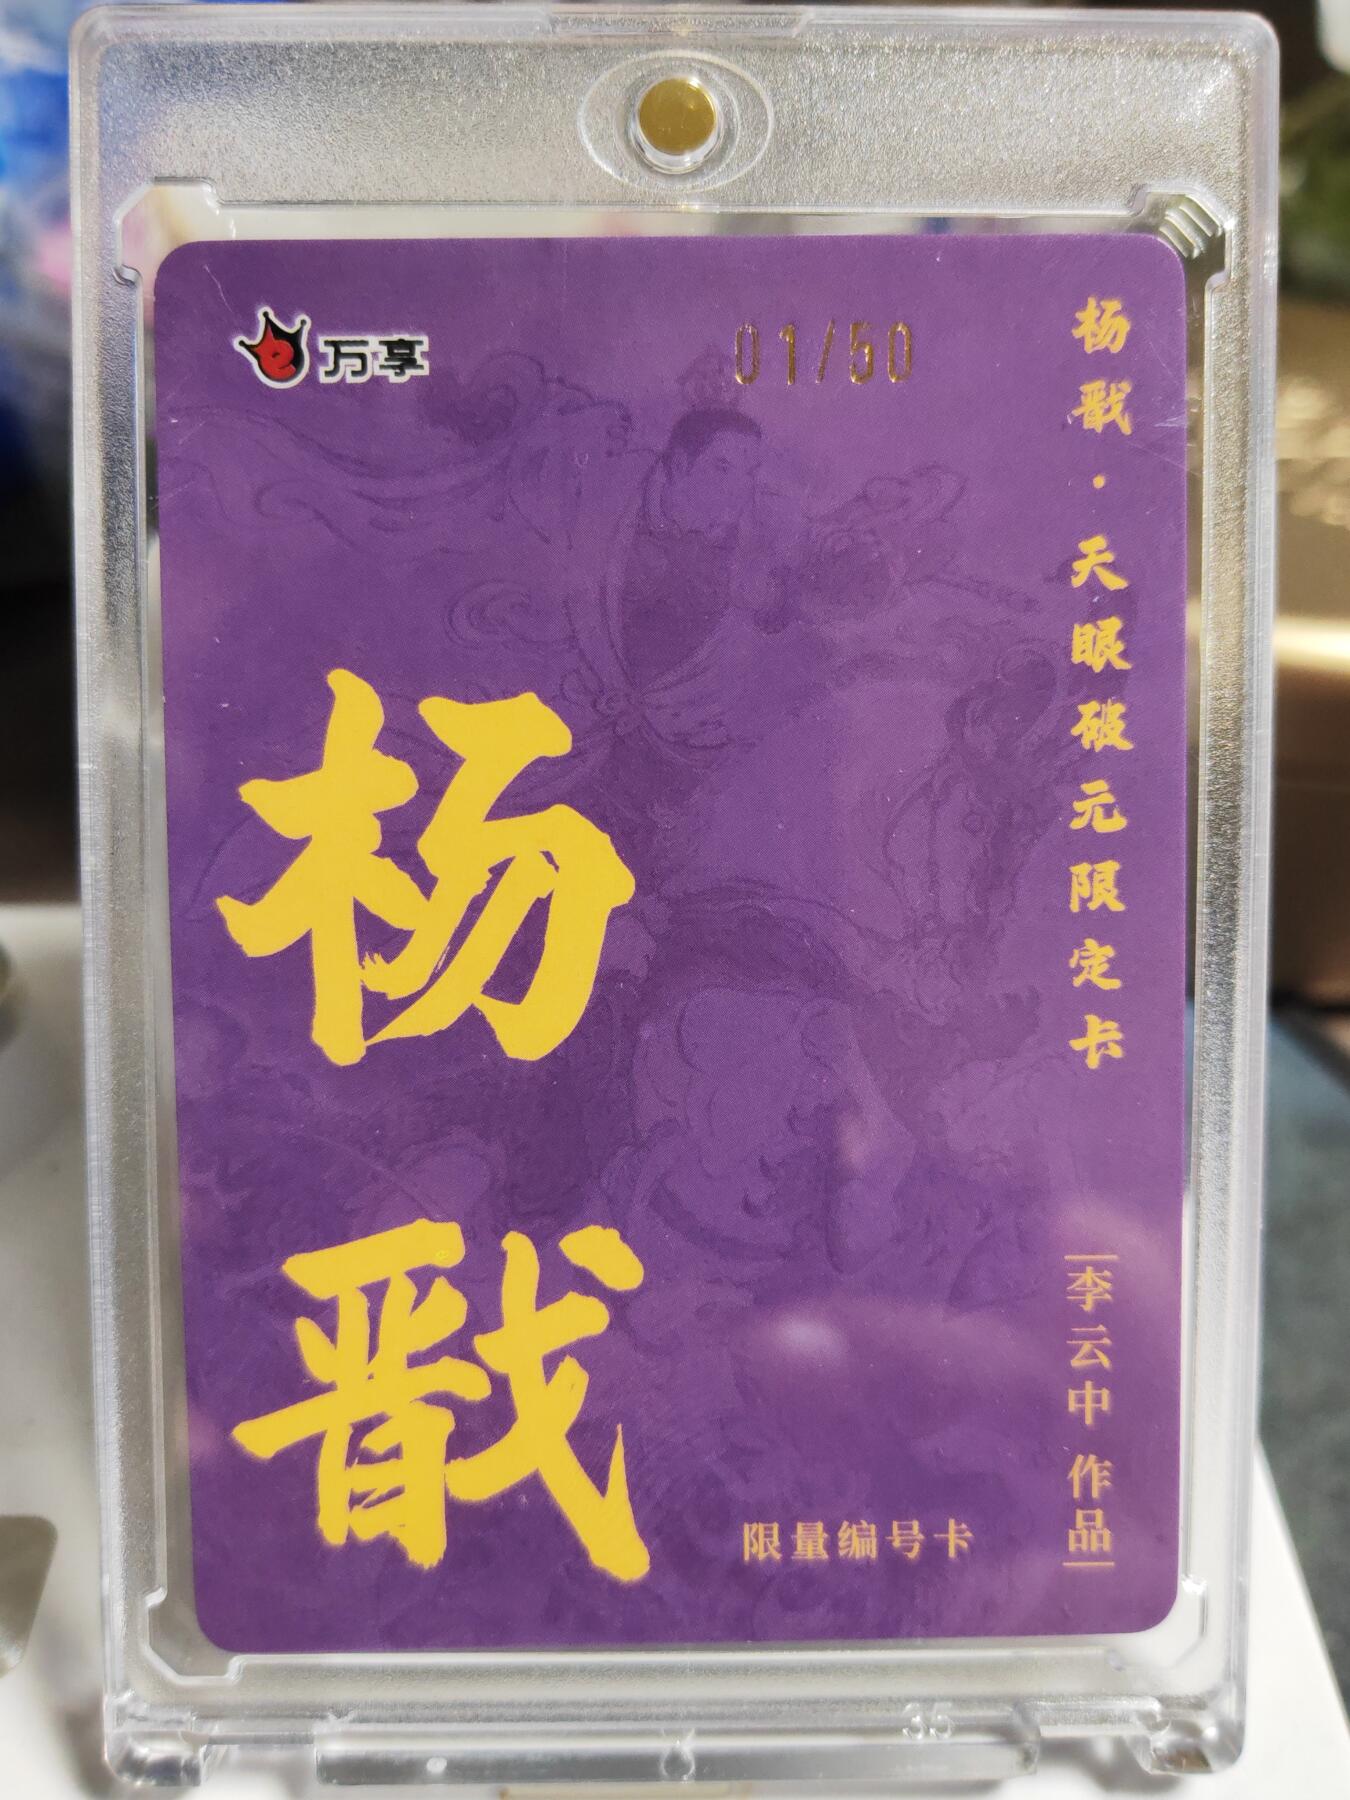 万享
01/50
杨戬·天眼破元限定卡
杨戬
李云中 作品
限量编号卡
35